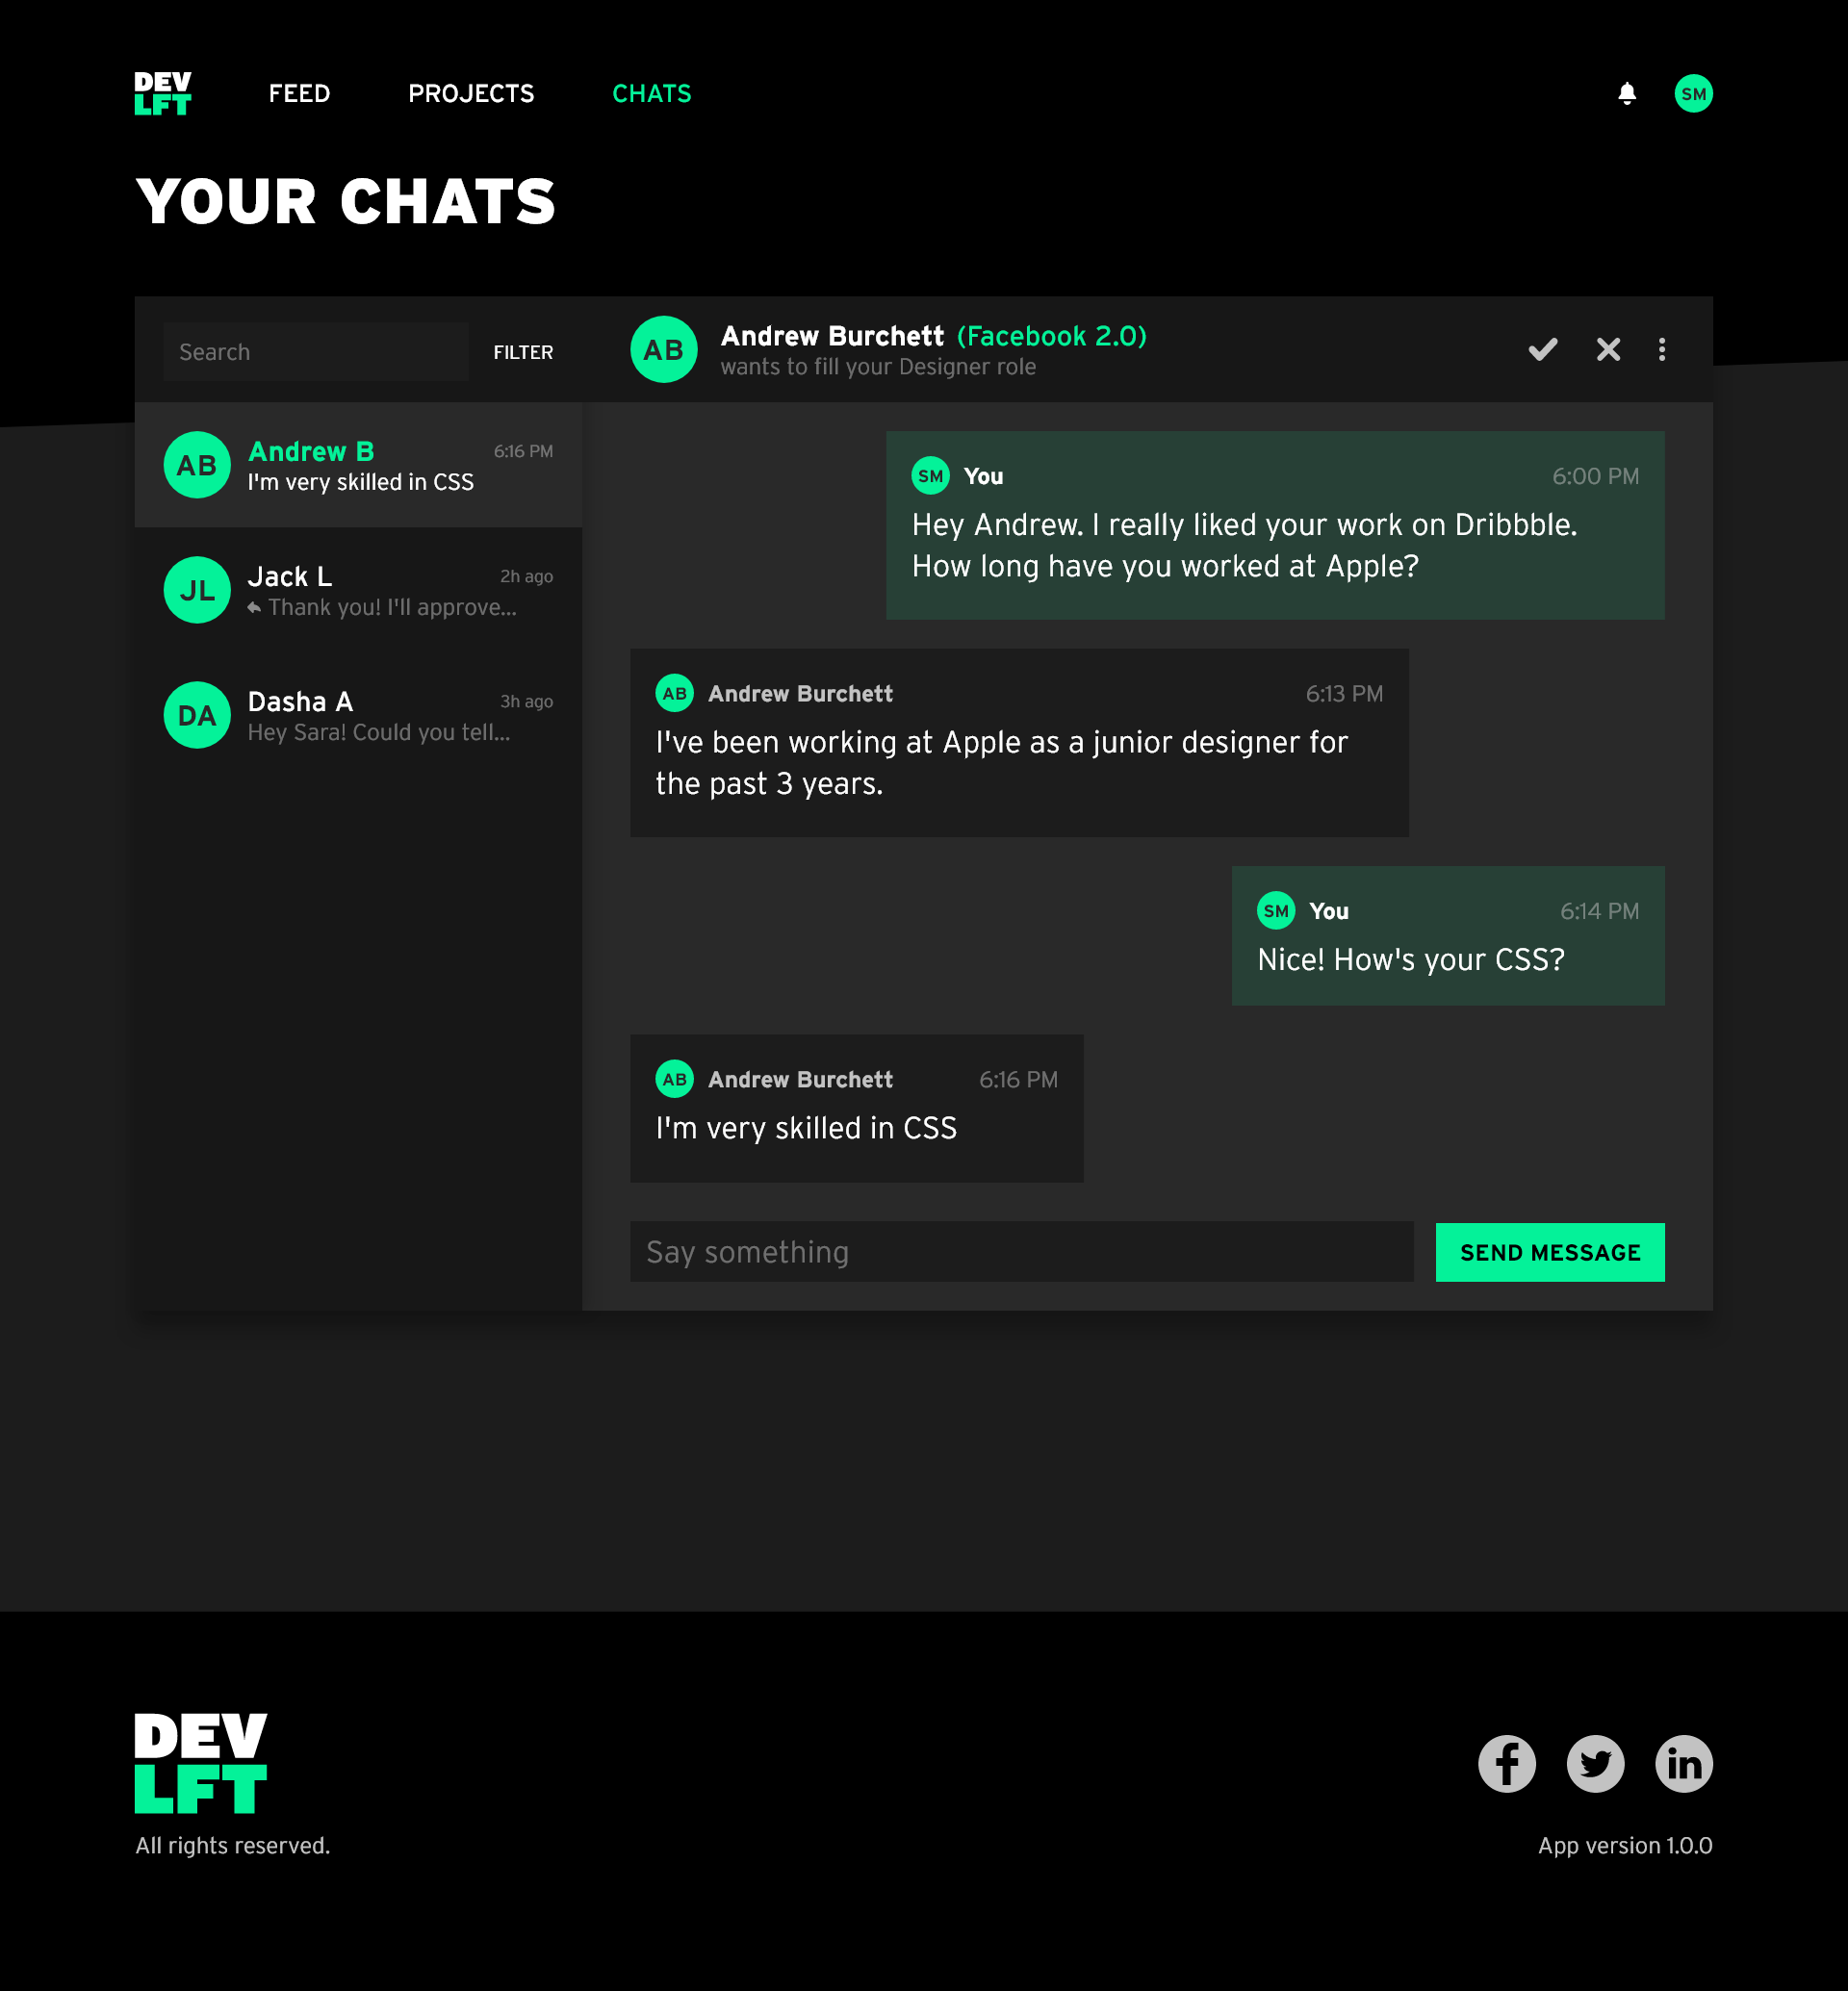 DEV
LFT
FEED
PROJECTS
CHATS
SM
YOUR CHATS
Search
FILTER
AB
Andrew B
6:16 PM
I'm very skilled in CSS
JL
Jack L
2h ago
Thank you! I'll approve...
DA
Dasha A
3h ago
Hey Sara! Could you tell...
AB
Andrew Burchett (Facebook 2.0)
wants to fill your Designer role
SM
You
6:00 PM
Hey Andrew. I really liked your work on Dribbble.
How long have you worked at Apple?
AB
Andrew Burchett
6:13 PM
I've been working at Apple as a junior designer for
the past 3 years.
SM
You
6:14 PM
Nice! How's your CSS?
AB
Andrew Burchett
6:16 PM
I'm very skilled in CSS
Say something
SEND MESSAGE
DEV
LFT
All rights reserved.
f
in
App version 1.0.0